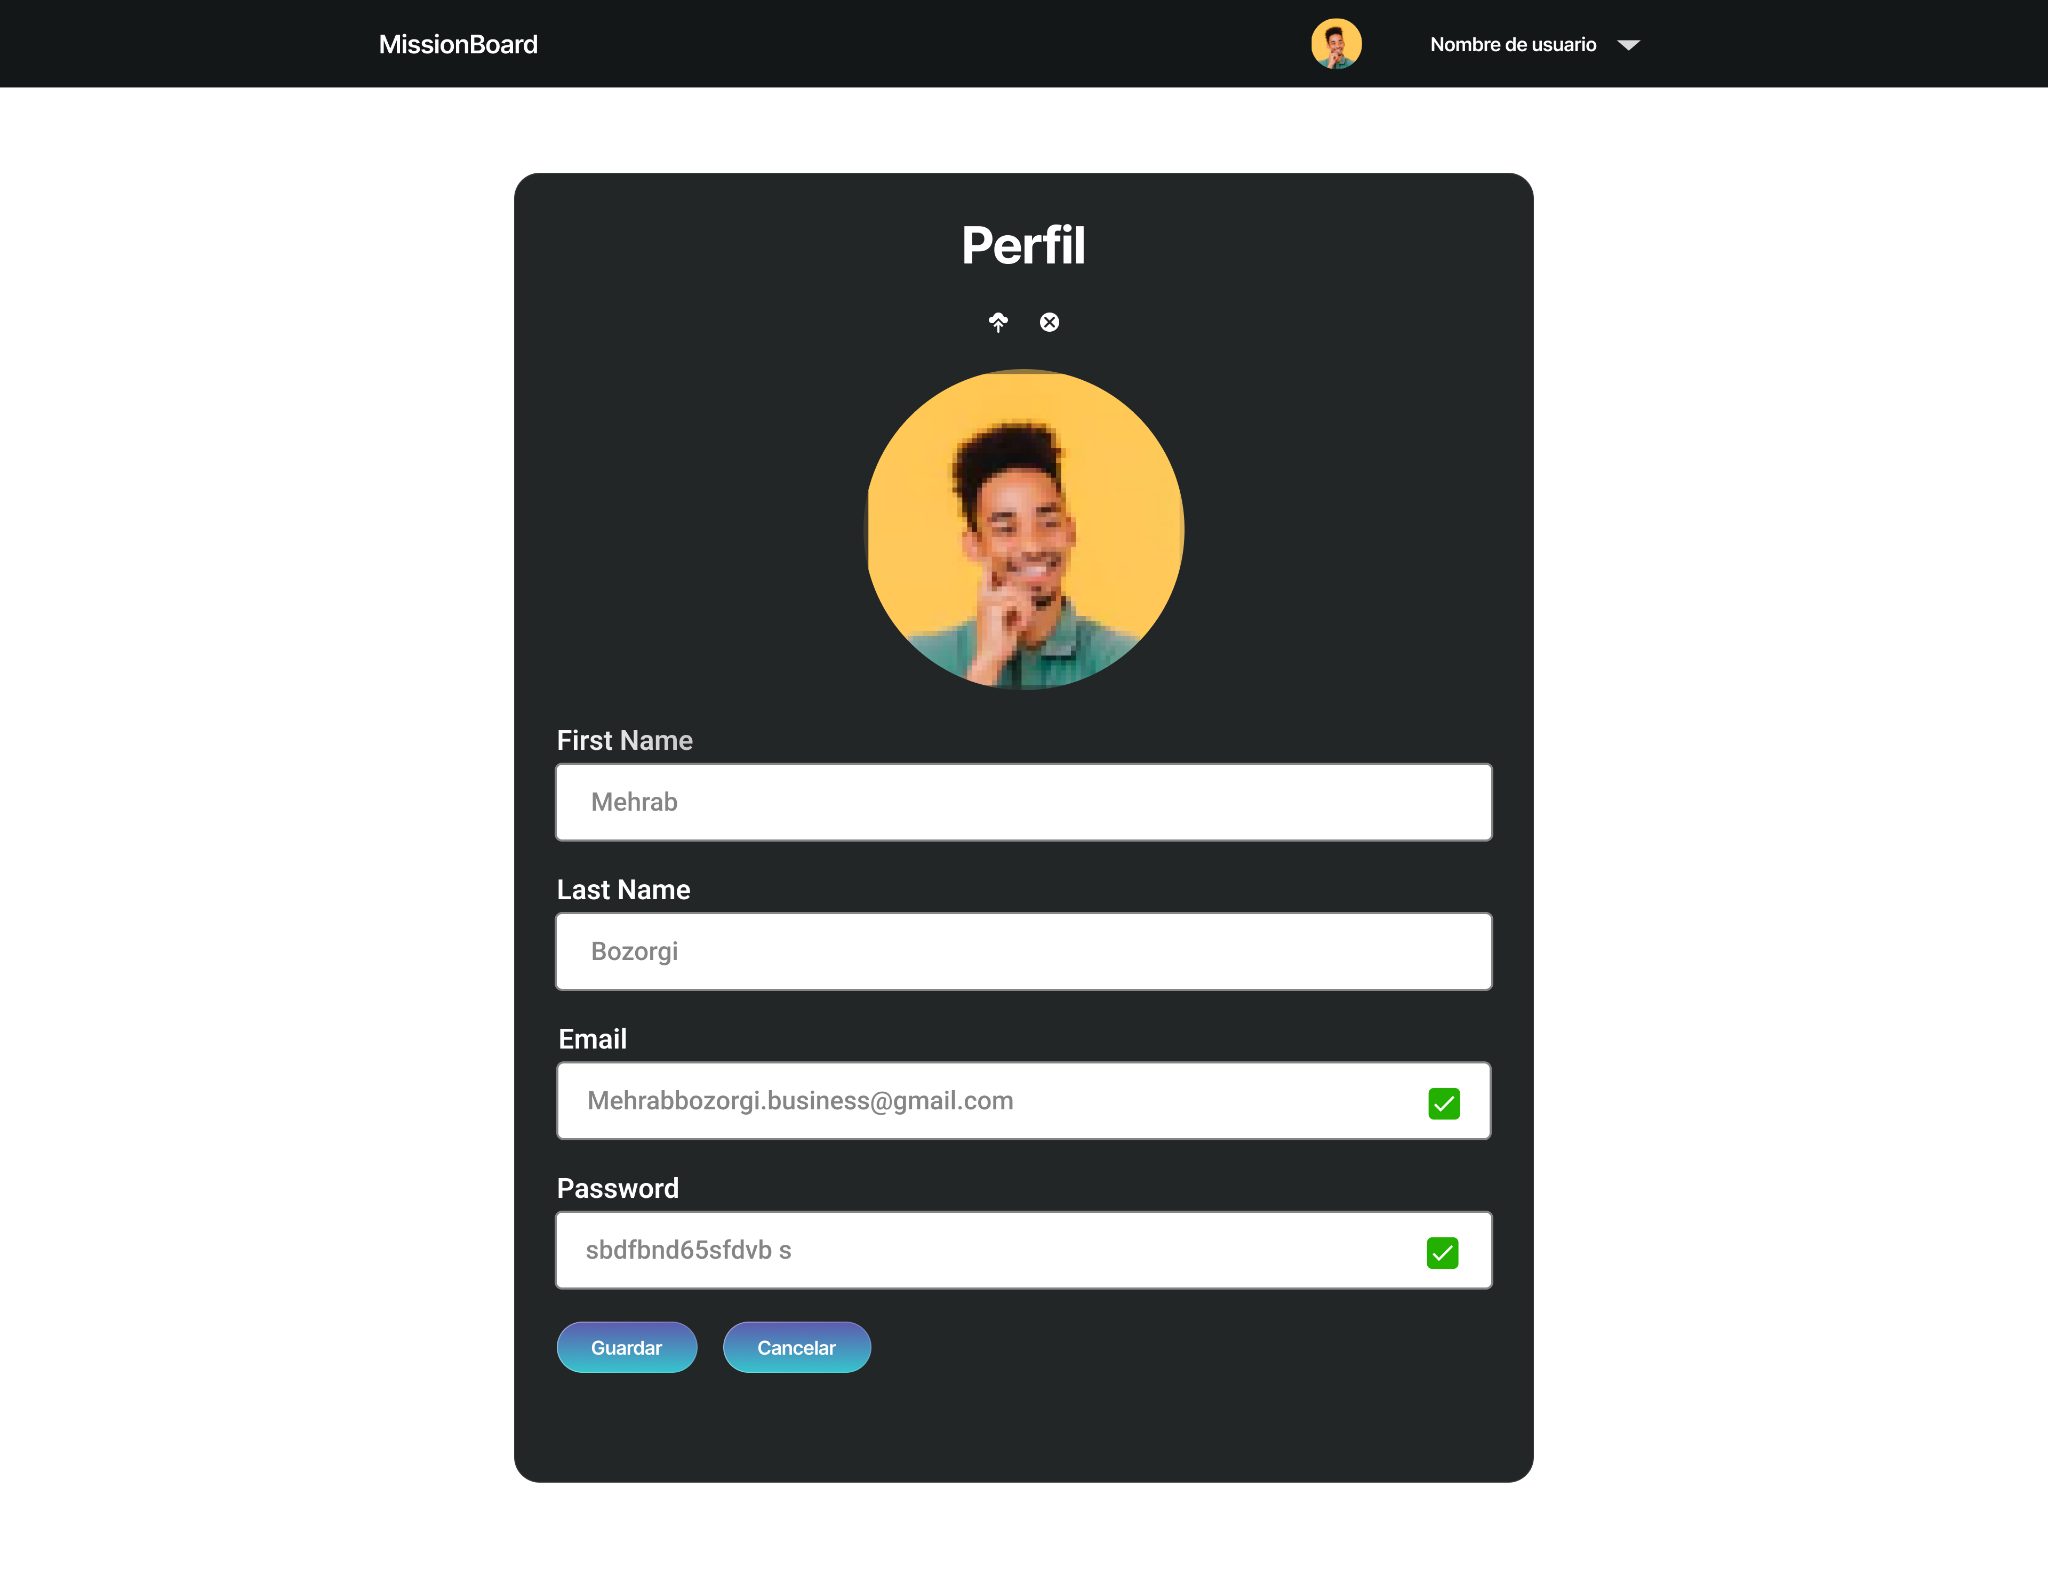 MissionBoard
Nombre de usuario
Perfil
First Name
Mehrab
Last Name
Bozorgi
Email
Mehrabbozorgi.business@gmail.com
Password
sbdfbnd65sfdvb s
Guardar
Cancelar